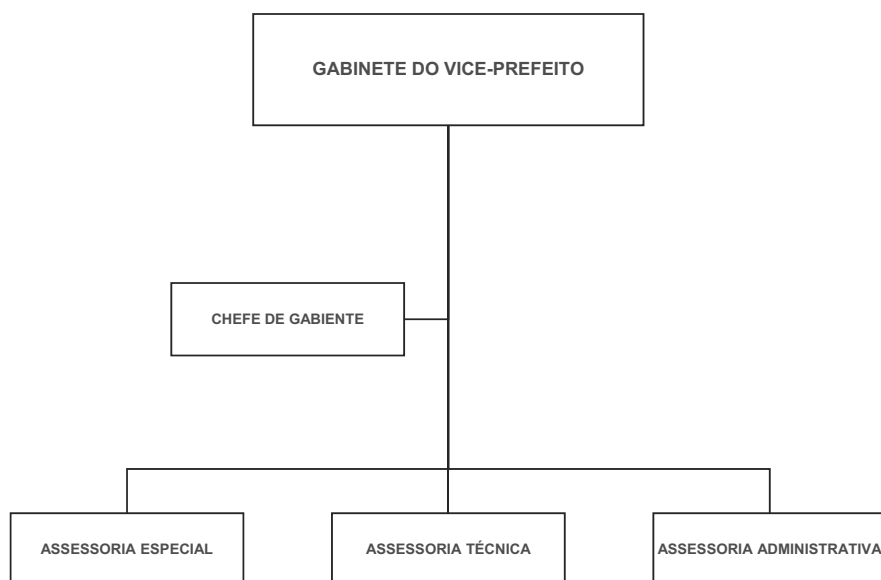 GABINETE DO VICE-PREFEITO
CHEFE DE GABIENTE
ASSESSORIA ESPECIAL
ASSESSORIA TÉCNICA
ASSESSORIA ADMINISTRATIVA